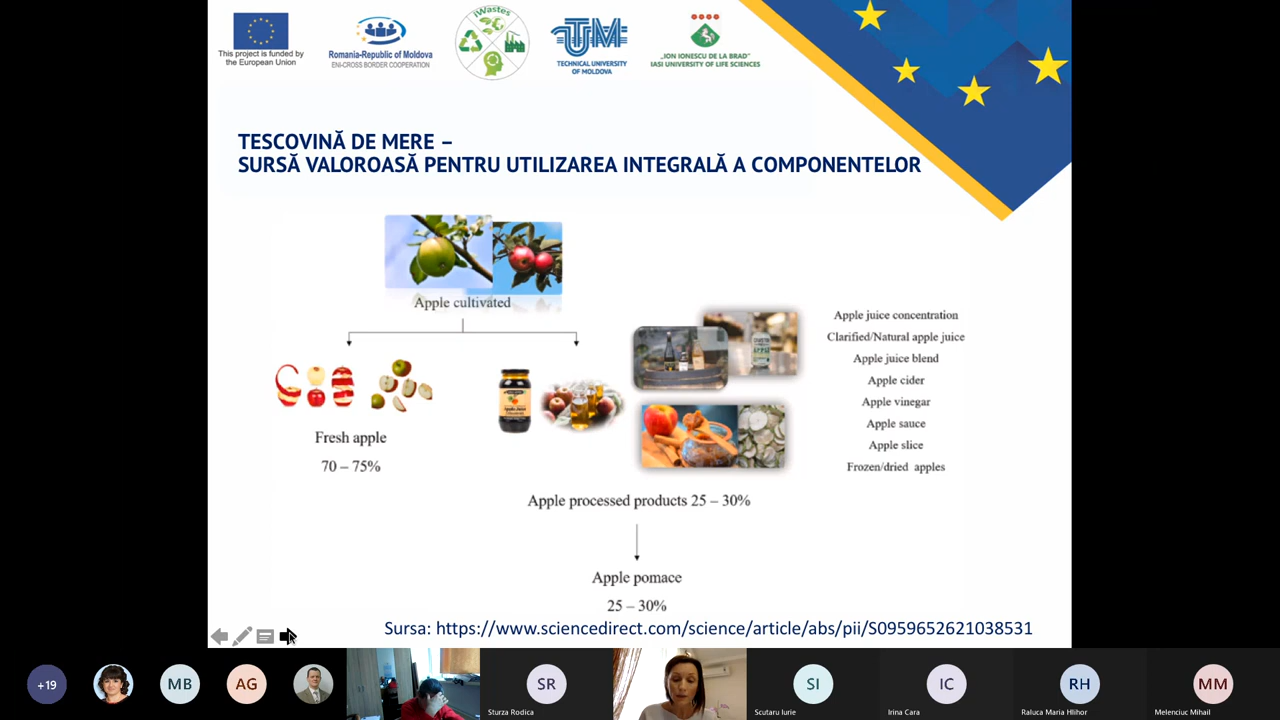 This project is funded by
the European Union
Romania-Republic of Moldova
ENI-CROSS BORDER COOPERATION
iWastes
UTM
TECHNICAL UNIVERSITY
OF MOLDOVA
„ION IONESCU DE LA BRAD”
IASI UNIVERSITY OF LIFE SCIENCES
TESCOVINĂ DE MERE –
SURSĂ VALOROASĂ PENTRU UTILIZAREA INTEGRALĂ A COMPONENTELOR
Apple cultivated
Fresh apple
70 – 75%
Apple juice concentration
Clarified/Natural apple juice
Apple juice blend
Apple cider
Apple vinegar
Apple sauce
Apple slice
Frozen/dried apples
Apple processed products 25 – 30%
Apple pomace
25 – 30%
Sursa: https://www.sciencedirect.com/science/article/abs/pii/S0959652621038531
+19
MB
AG
SR
Sturza Rodica
SI
Scutaru Iurie
IC
Irina Cara
RH
Raluca Maria Hlihor
MM
Melenciuc Mihail